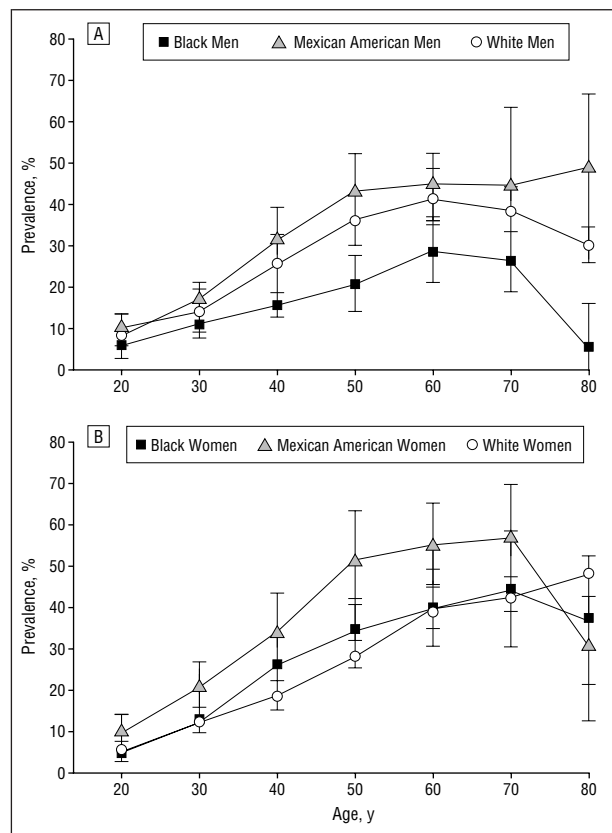 A
Black Men Mexican American Men White Men
80
70
60
50
40
30
20
10
0
Prevalence, %
20 30 40 50 60 70 80
B
Black Women Mexican American Women White Women
80
70
60
50
40
30
20
10
0
Prevalence, %
20 30 40 50 60 70 80
Age, y